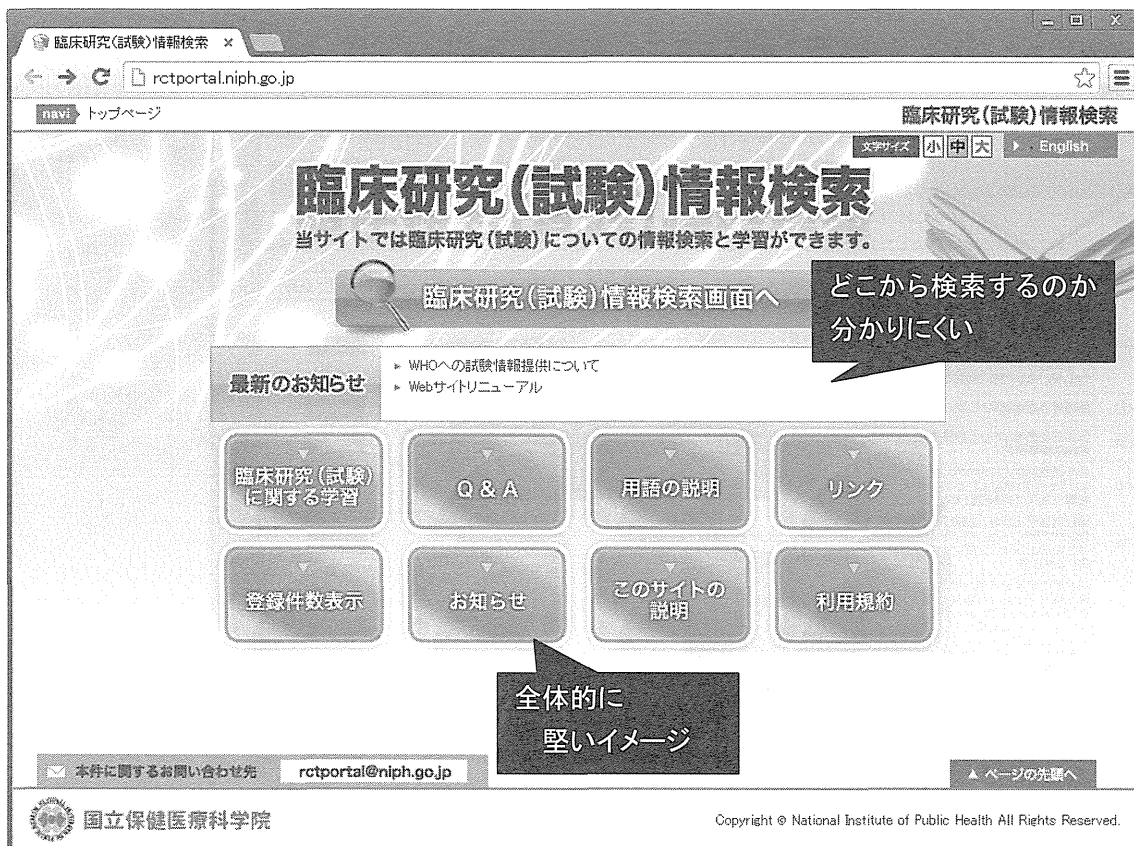 臨床研究(試験)情報検索 ×
rctportal.niph.go.jp
navi トップページ
臨床研究(試験)情報検索
文字サイズ 小 中 大 English
臨床研究(試験)情報検索
当サイトでは臨床研究(試験)についての情報検索と学習ができます。
臨床研究(試験)情報検索画面へ
どこから検索するのか
分かりにくい
最新のお知らせ
WHOへの試験情報提供について
Webサイトリニューアル
臨床研究(試験)
に関する学習
Q & A
用語の説明
リンク
登録件数表示
お知らせ
このサイトの
説明
利用規約
全体的に
堅いイメージ
本件に関するお問い合わせ先 rctportal@niph.go.jp
▲ ページの先頭へ
国立保健医療科学院
Copyright © National Institute of Public Health All Rights Reserved.